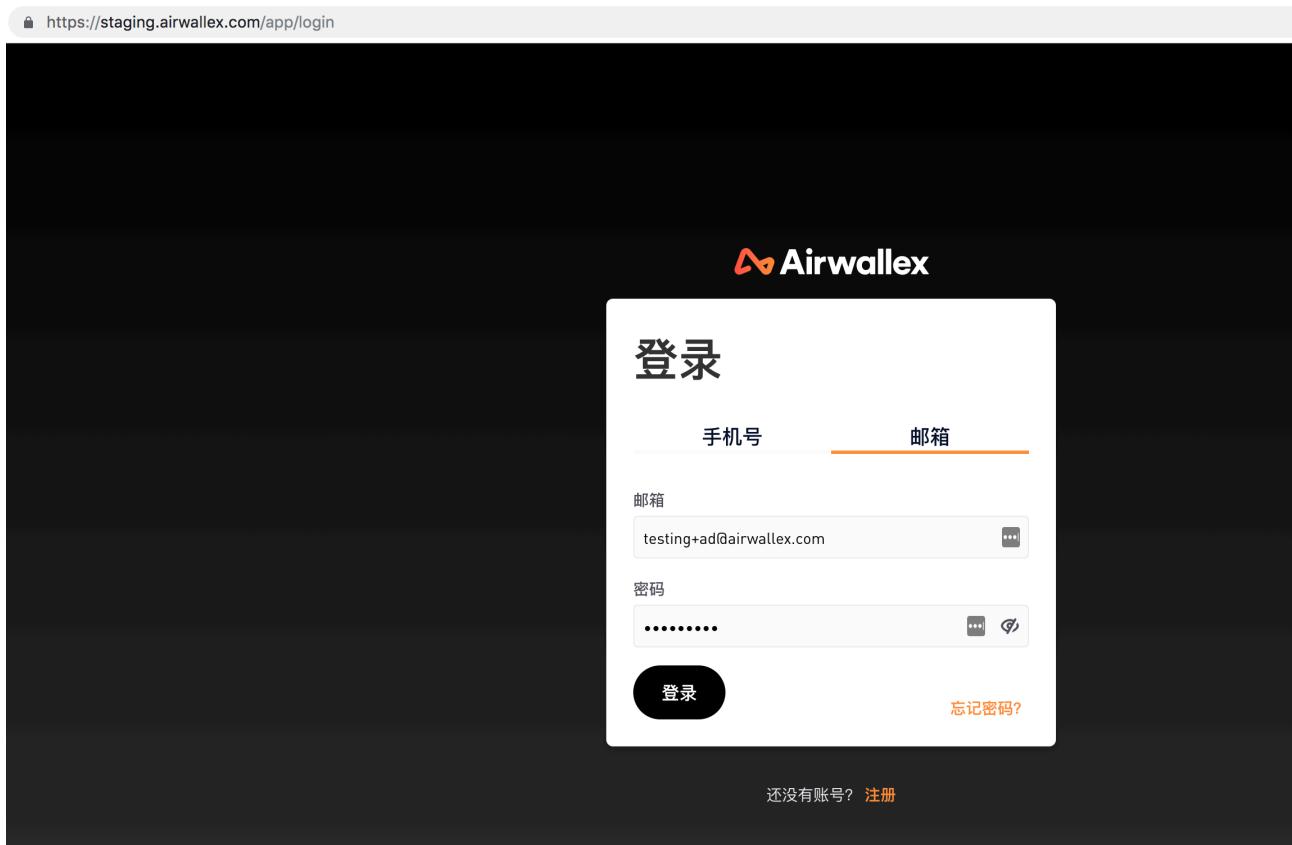 https://staging.airwallex.com/app/login
Airwallex
登录
手机号 邮箱
邮箱
testing+ad@airwallex.com
密码
•••••••••
登录
忘记密码?
还没有账号? 注册